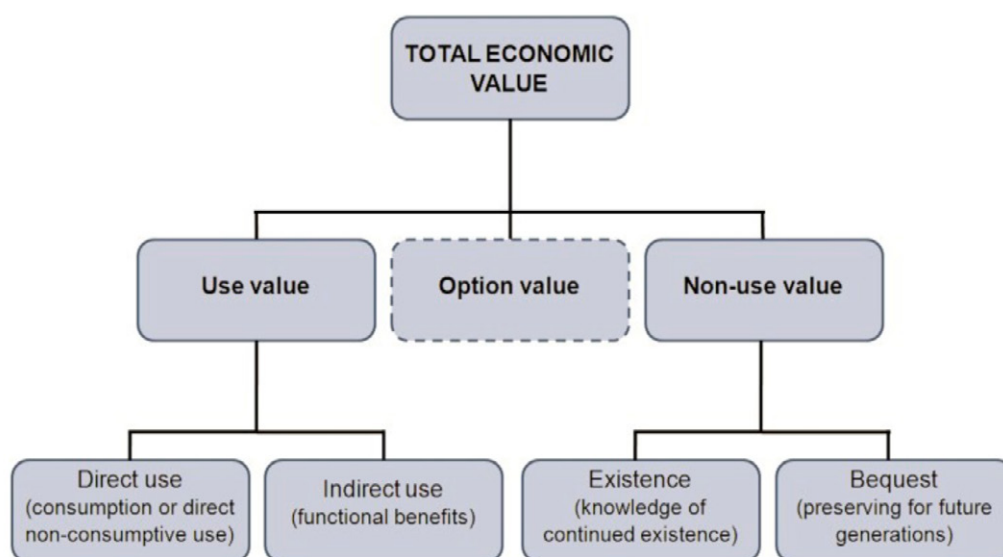 TOTAL ECONOMIC
VALUE
Use value
Option value
Non-use value
Direct use
(consumption or direct
non-consumptive use)
Indirect use
(functional benefits)
Existence
(knowledge of
continued existence)
Bequest
(preserving for future
generations)